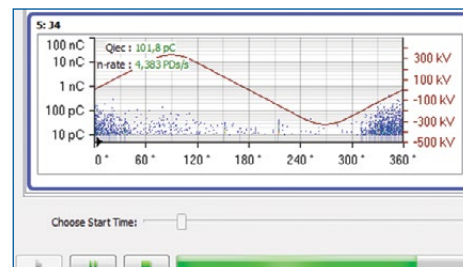 S: 34
100 nC
10 nC
1 nC
100 pC
10 pC
Qiec : 101,8 pC
n-rate : 4,383 PDs/s
300 kV
100 kV
-100 kV
-300 kV
-500 kV
0 ° 60 ° 120 ° 180 ° 240 ° 300 ° 360 °
Choose Start Time: